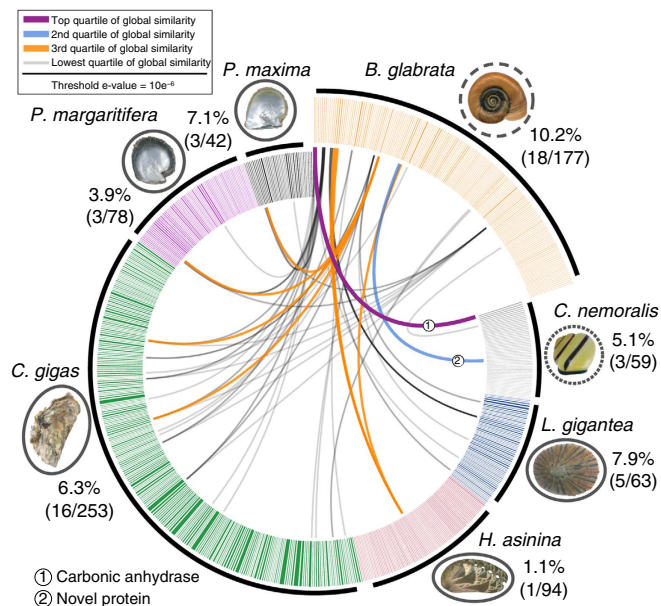 Top quartile of global similarity
2nd quartile of global similarity
3rd quartile of global similarity
Lowest quartile of global similarity
Threshold e-value = 10e⁻⁶
P. maxima
7.1%
(3/42)
B. glabrata
10.2%
(18/177)
P. margaritifera
3.9%
(3/78)
C. nemoralis
5.1%
(3/59)
C. gigas
6.3%
(16/253)
L. gigantea
7.9%
(5/63)
H. asinina
1.1%
(1/94)
1
2
① Carbonic anhydrase
② Novel protein